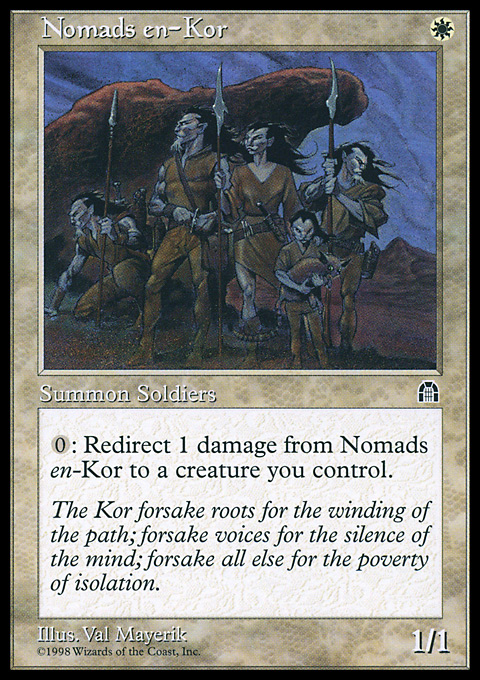 Nomads en-Kor
Summon Soldiers
0: Redirect 1 damage from Nomads
en-Kor to a creature you control.
The Kor forsake roots for the winding of
the path; forsake voices for the silence of
the mind; forsake all else for the poverty
of isolation.
Illus. Val Mayerik
1/1
©1998 Wizards of the Coast, Inc.